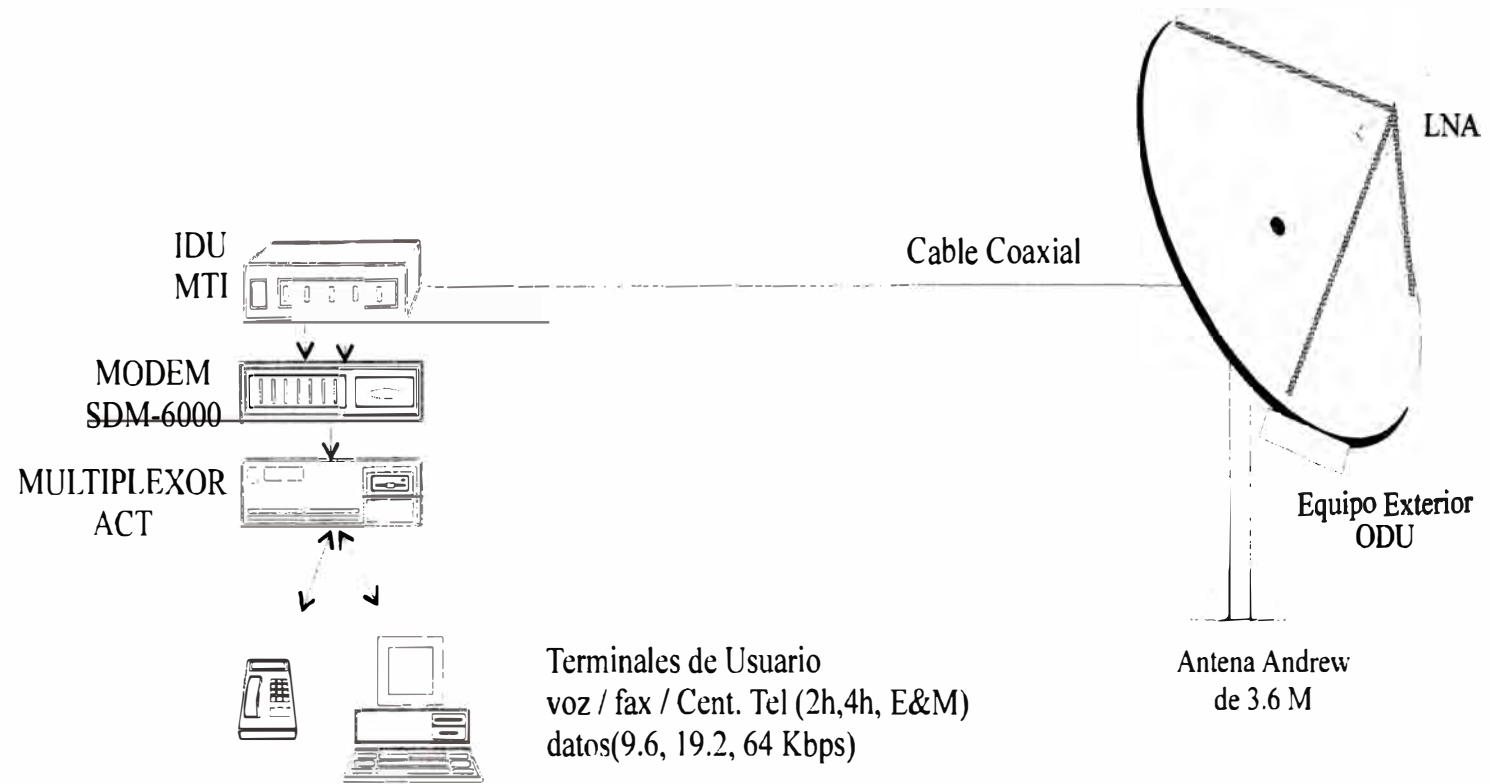 LNA
IDU
MTI
Cable Coaxial
MODEM
SDM-6000
MULTIPLEXOR
ACT
Equipo Exterior
ODU
Terminales de Usuario
voz / fax / Cent. Tel (2h,4h, E&M)
datos(9.6, 19.2, 64 Kbps)
Antena Andrew
de 3.6 M